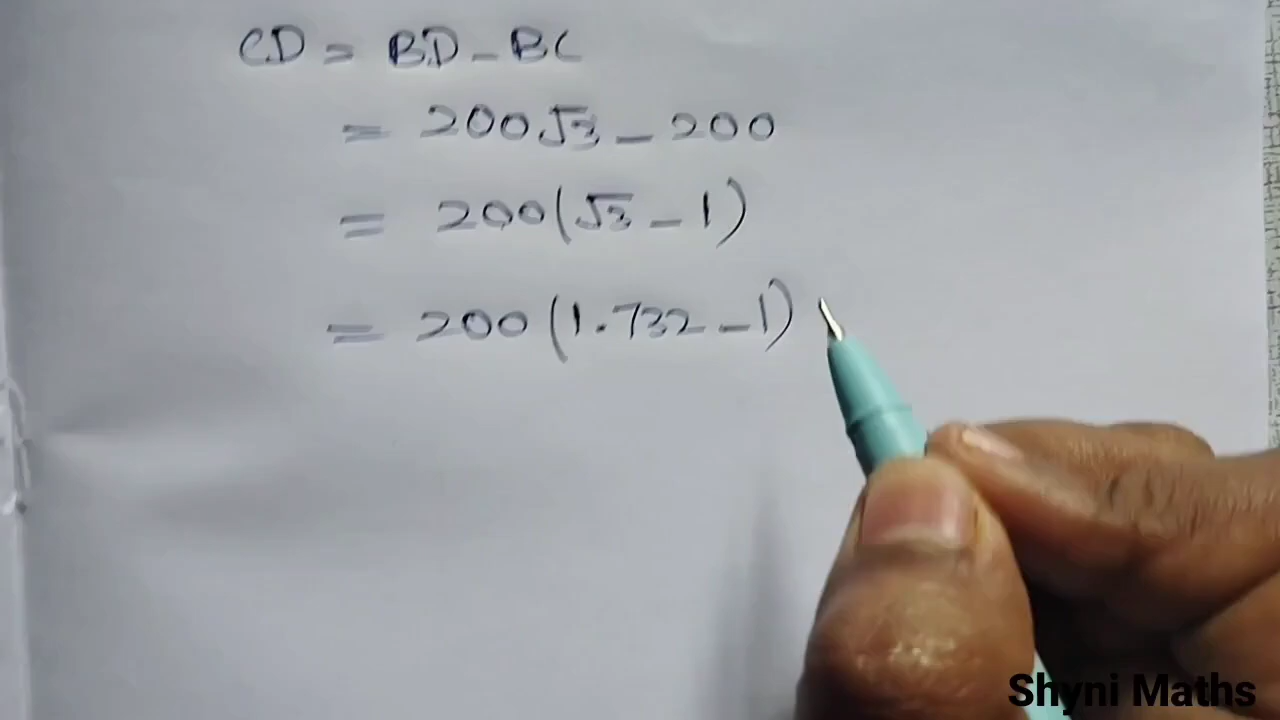 CD = BD - BC
= 200√3 - 200
= 200(√3 - 1)
= 200(1.732 - 1)
Shyni Maths